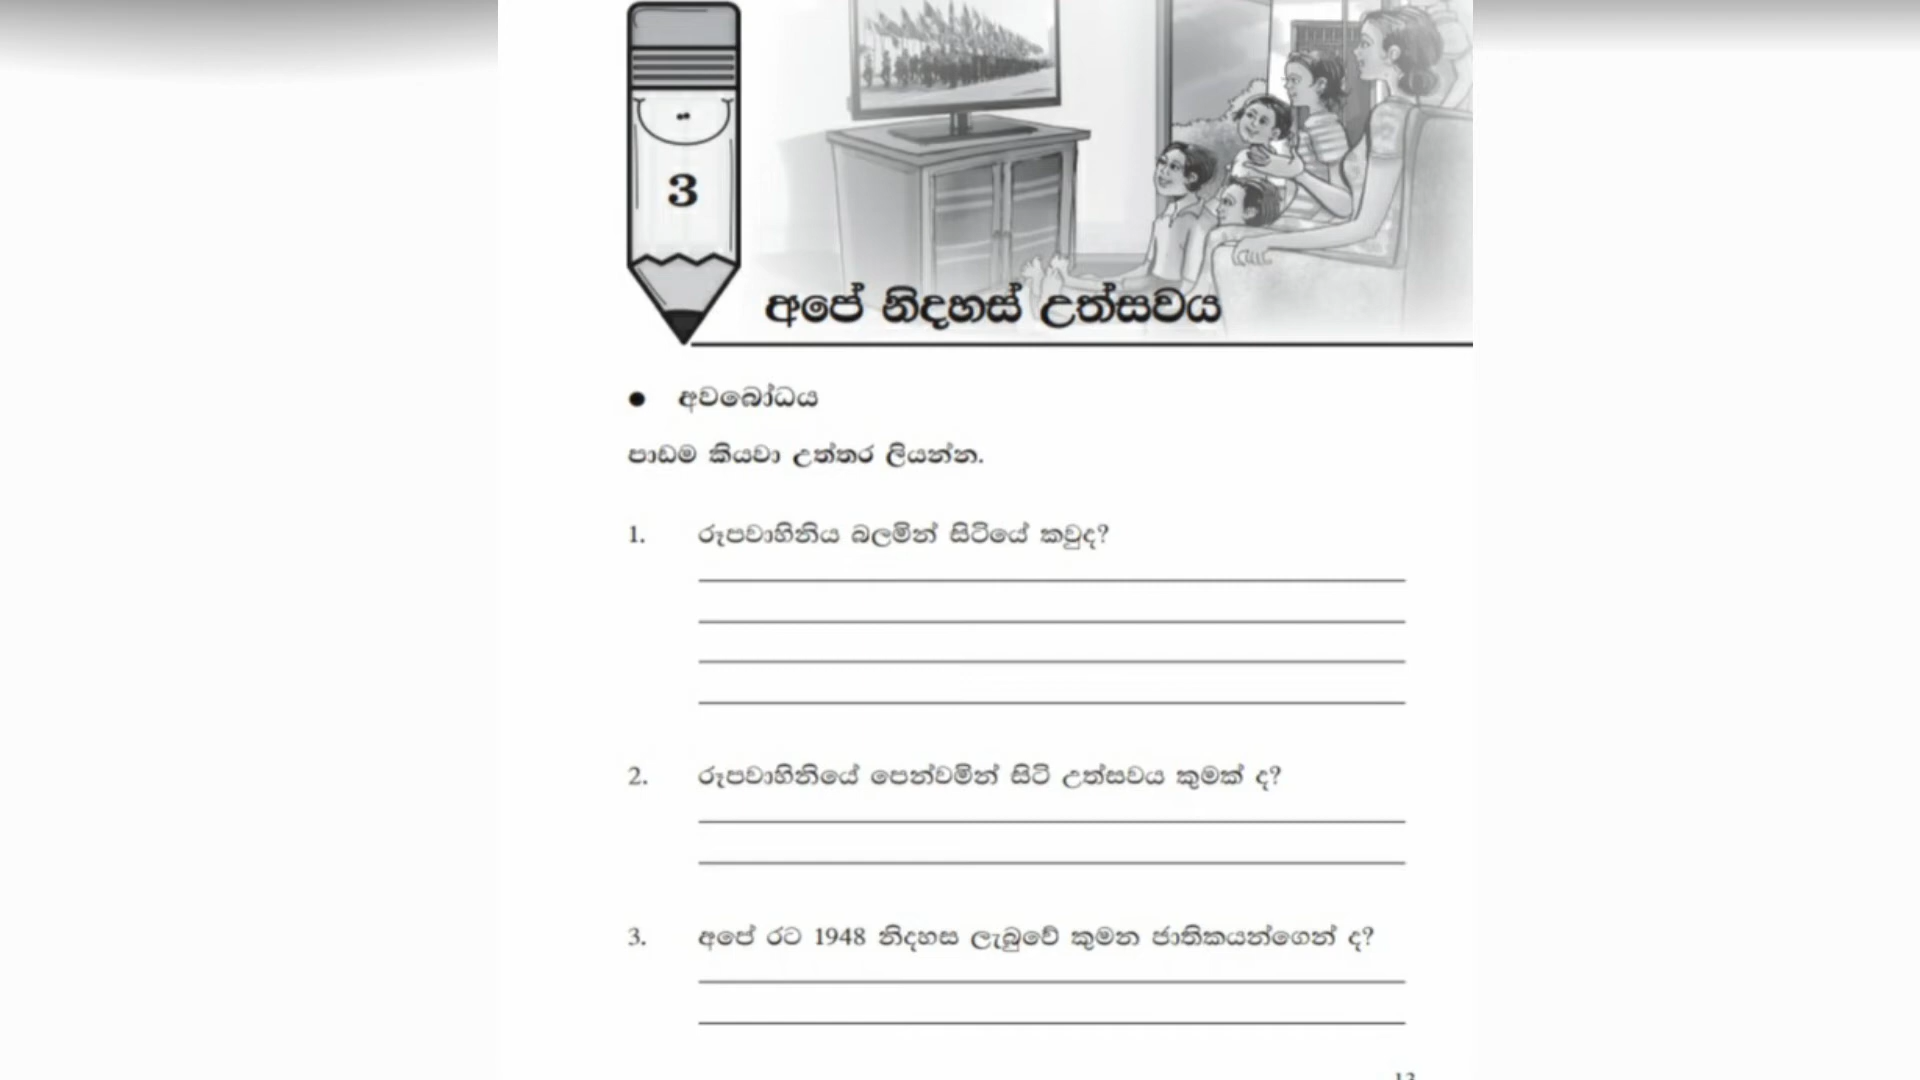 3
අපේ නිදහස් උත්සවය
● අවබෝධය
පාඩම කියවා උත්තර ලියන්න.
1. රූපවාහිනිය බලමින් සිටියේ කවුද?
2. රූපවාහිනියේ පෙන්වමින් සිටි උත්සවය කුමක් ද?
3. අපේ රට 1948 නිදහස ලැබුවේ කුමන ජාතිකයන්ගෙන් ද?